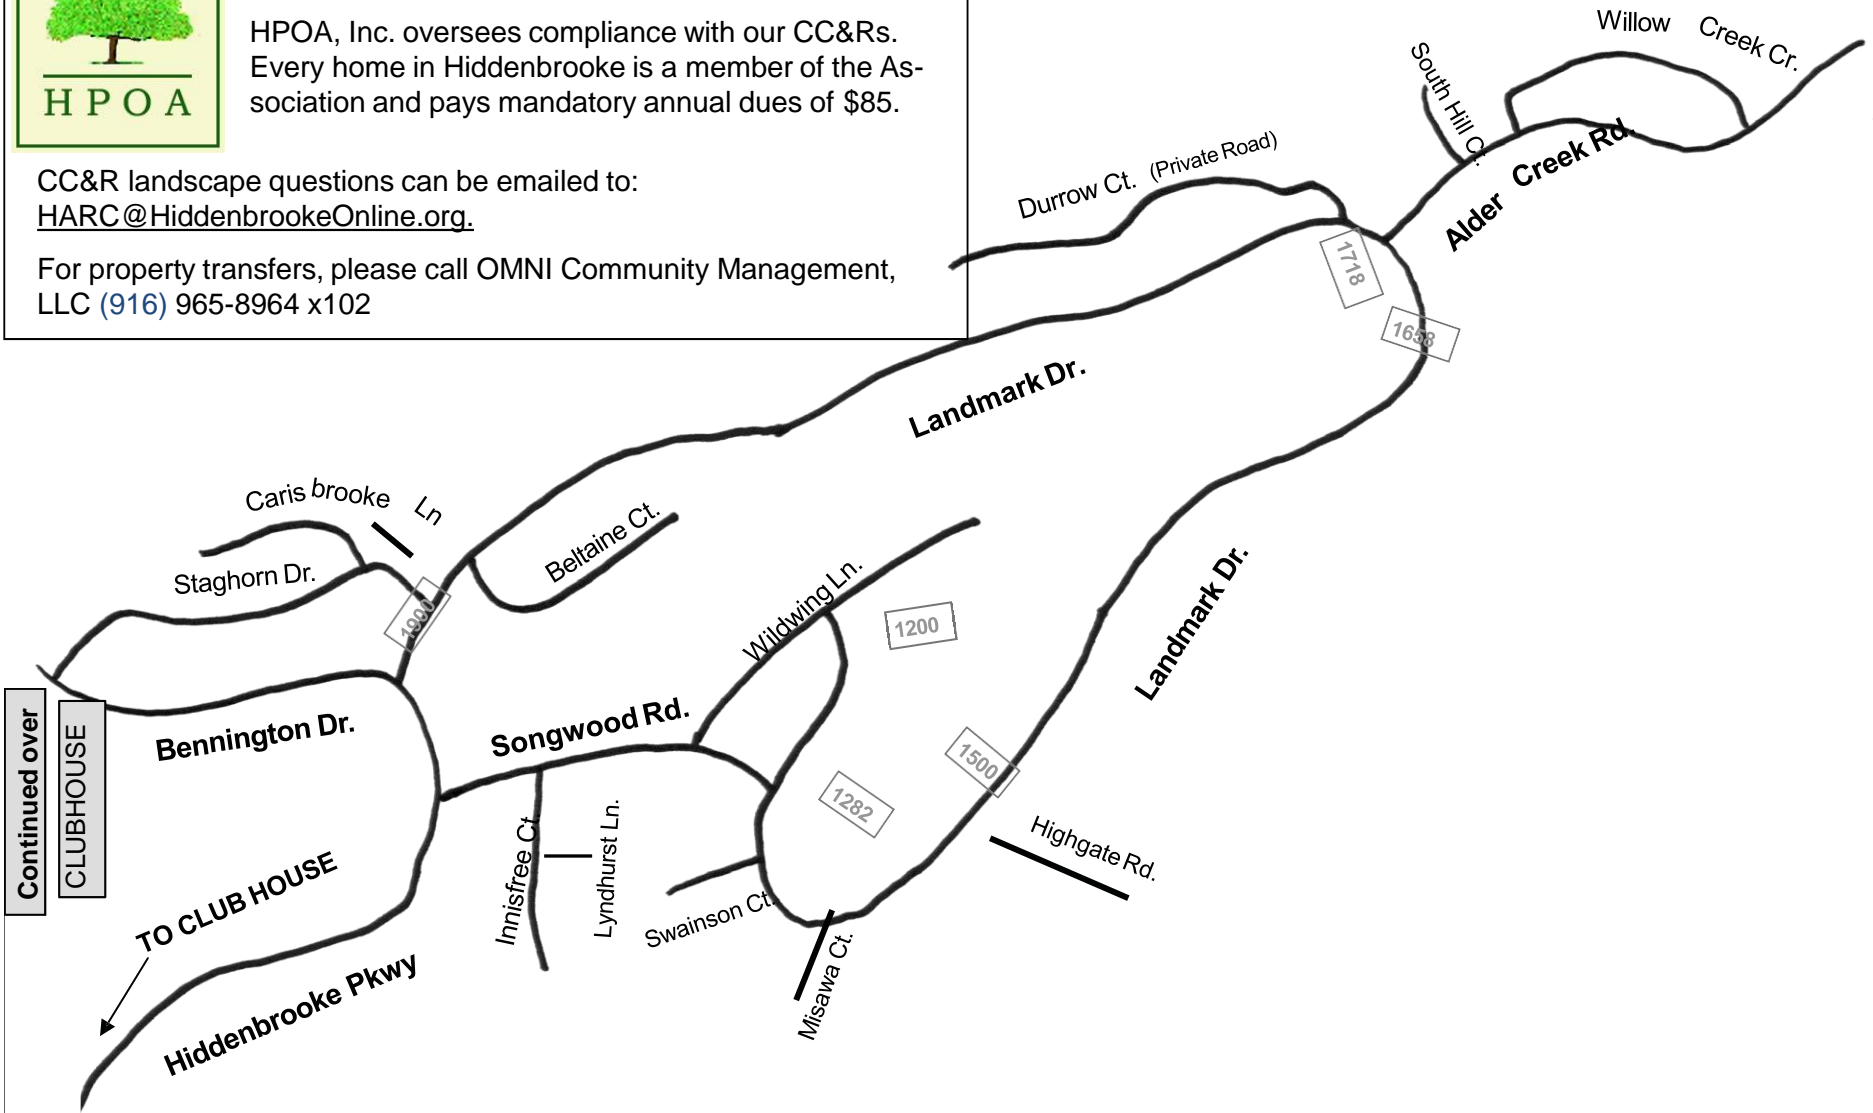 HPOA
HPOA, Inc. oversees compliance with our CC&Rs.
Every home in Hiddenbrooke is a member of the As-
sociation and pays mandatory annual dues of $85.
CC&R landscape questions can be emailed to:
HARC@HiddenbrookeOnline.org.
For property transfers, please call OMNI Community Management,
LLC (916) 965-8964 x102
Willow Creek Cr.
South Hill Ct.
Alder Creek Rd.
Durrow Ct. (Private Road)
1718
1658
Landmark Dr.
Caris brooke Ln
Staghorn Dr.
Beltaine Ct.
1900
Wildwing Ln.
1200
Landmark Dr.
Continued over
CLUBHOUSE
Bennington Dr.
Songwood Rd.
1500
1282
Innisfree Ct.
Lyndhurst Ln.
Highgate Rd.
Swainson Ct.
Misawa Ct.
TO CLUB HOUSE
Hiddenbrooke Pkwy